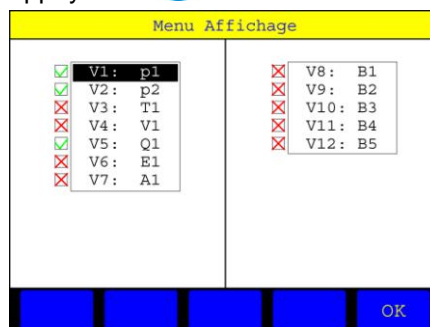 Menu Affichage
V1: p1
V2: p2
V3: T1
V4: V1
V5: Q1
V6: E1
V7: A1
V8: B1
V9: B2
V10: B3
V11: B4
V12: B5
OK